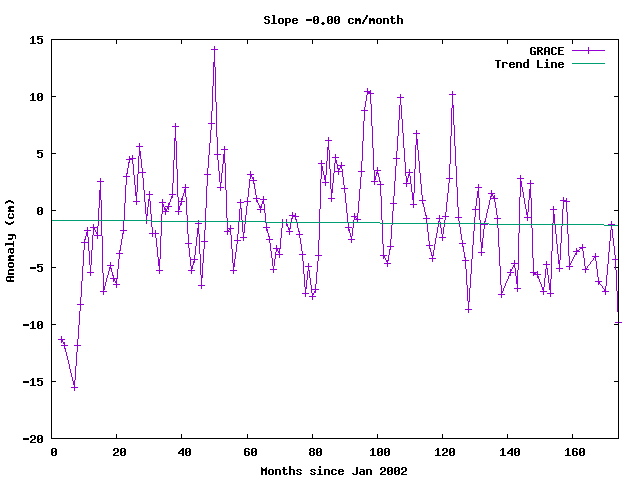 Slope -0.00 cm/month
GRACE
Trend Line
Anomaly (cm)
15
10
5
0
-5
-10
-15
-20
0 20 40 60 80 100 120 140 160
Months since Jan 2002